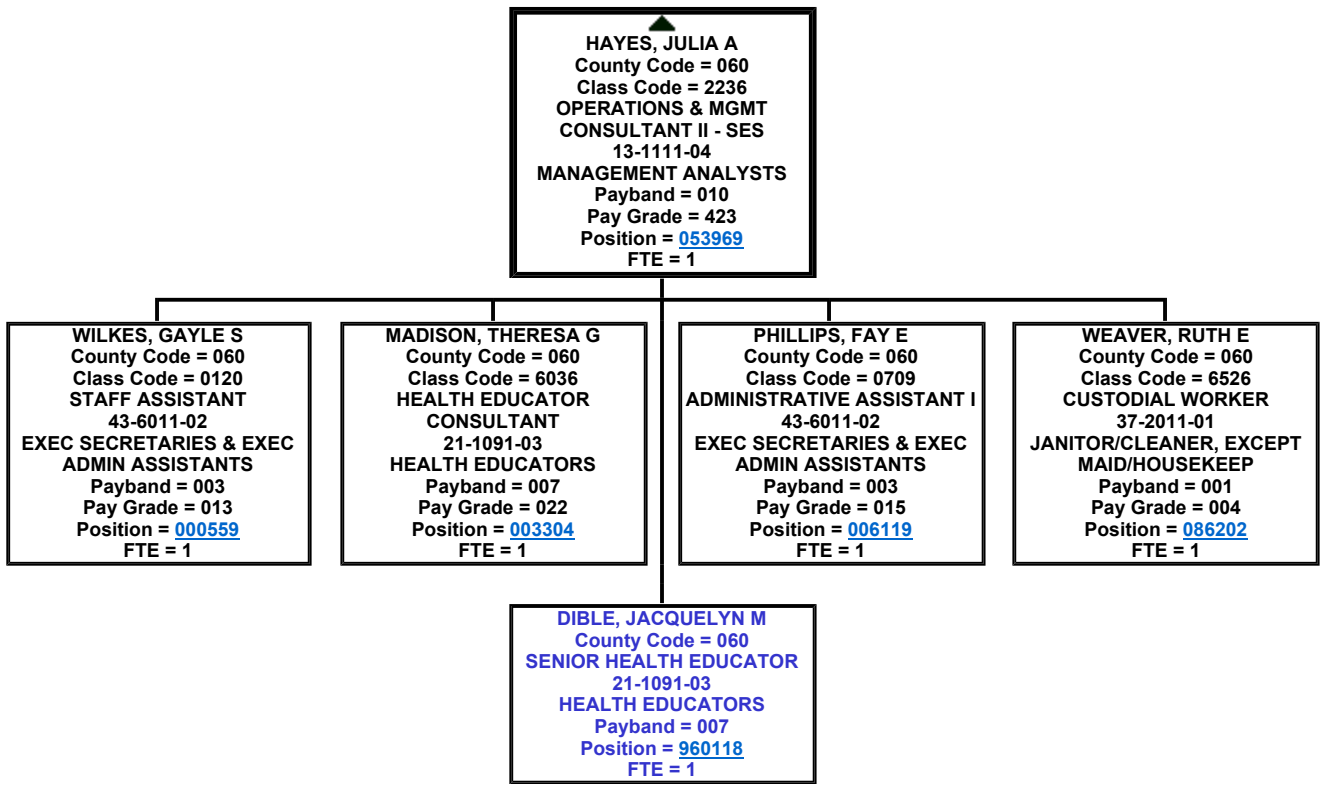 HAYES, JULIA A
County Code = 060
Class Code = 2236
OPERATIONS & MGMT
CONSULTANT II - SES
13-1111-04
MANAGEMENT ANALYSTS
Payband = 010
Pay Grade = 423
Position = 053969
FTE = 1
WILKES, GAYLE S
County Code = 060
Class Code = 0120
STAFF ASSISTANT
43-6011-02
EXEC SECRETARIES & EXEC
ADMIN ASSISTANTS
Payband = 003
Pay Grade = 013
Position = 000559
FTE = 1
MADISON, THERESA G
County Code = 060
Class Code = 6036
HEALTH EDUCATOR
CONSULTANT
21-1091-03
HEALTH EDUCATORS
Payband = 007
Pay Grade = 022
Position = 003304
FTE = 1
PHILLIPS, FAY E
County Code = 060
Class Code = 0709
ADMINISTRATIVE ASSISTANT I
43-6011-02
EXEC SECRETARIES & EXEC
ADMIN ASSISTANTS
Payband = 003
Pay Grade = 015
Position = 006119
FTE = 1
WEAVER, RUTH E
County Code = 060
Class Code = 6526
CUSTODIAL WORKER
37-2011-01
JANITOR/CLEANER, EXCEPT
MAID/HOUSEKEEP
Payband = 001
Pay Grade = 004
Position = 086202
FTE = 1
DIBLE, JACQUELYN M
County Code = 060
SENIOR HEALTH EDUCATOR
21-1091-03
HEALTH EDUCATORS
Payband = 007
Position = 960118
FTE = 1